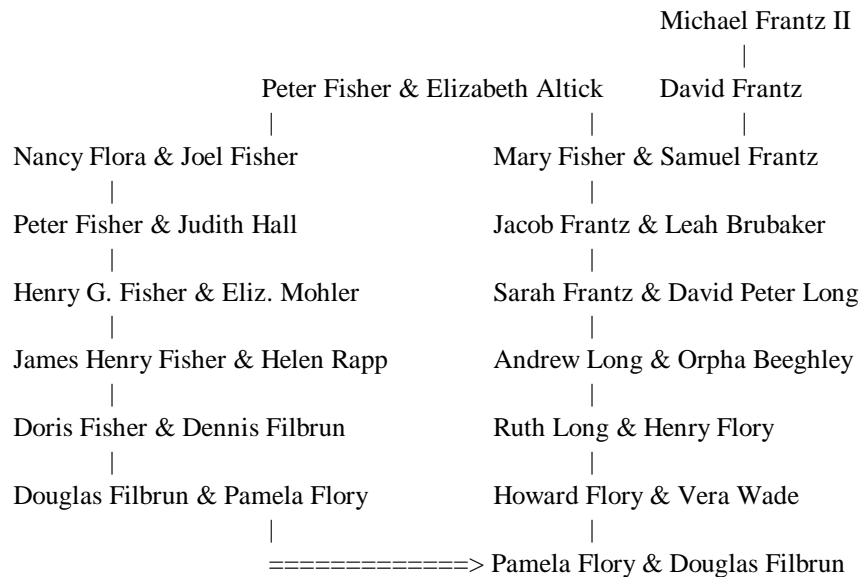 Michael Frantz II
|
Peter Fisher & Elizabeth Altick David Frantz
| | |
Nancy Flora & Joel Fisher Mary Fisher & Samuel Frantz
| |
Peter Fisher & Judith Hall Jacob Frantz & Leah Brubaker
| |
Henry G. Fisher & Eliz. Mohler Sarah Frantz & David Peter Long
| |
James Henry Fisher & Helen Rapp Andrew Long & Orpha Beeghley
| |
Doris Fisher & Dennis Filbrun Ruth Long & Henry Flory
| |
Douglas Filbrun & Pamela Flory Howard Flory & Vera Wade
| |
=============> Pamela Flory & Douglas Filbrun